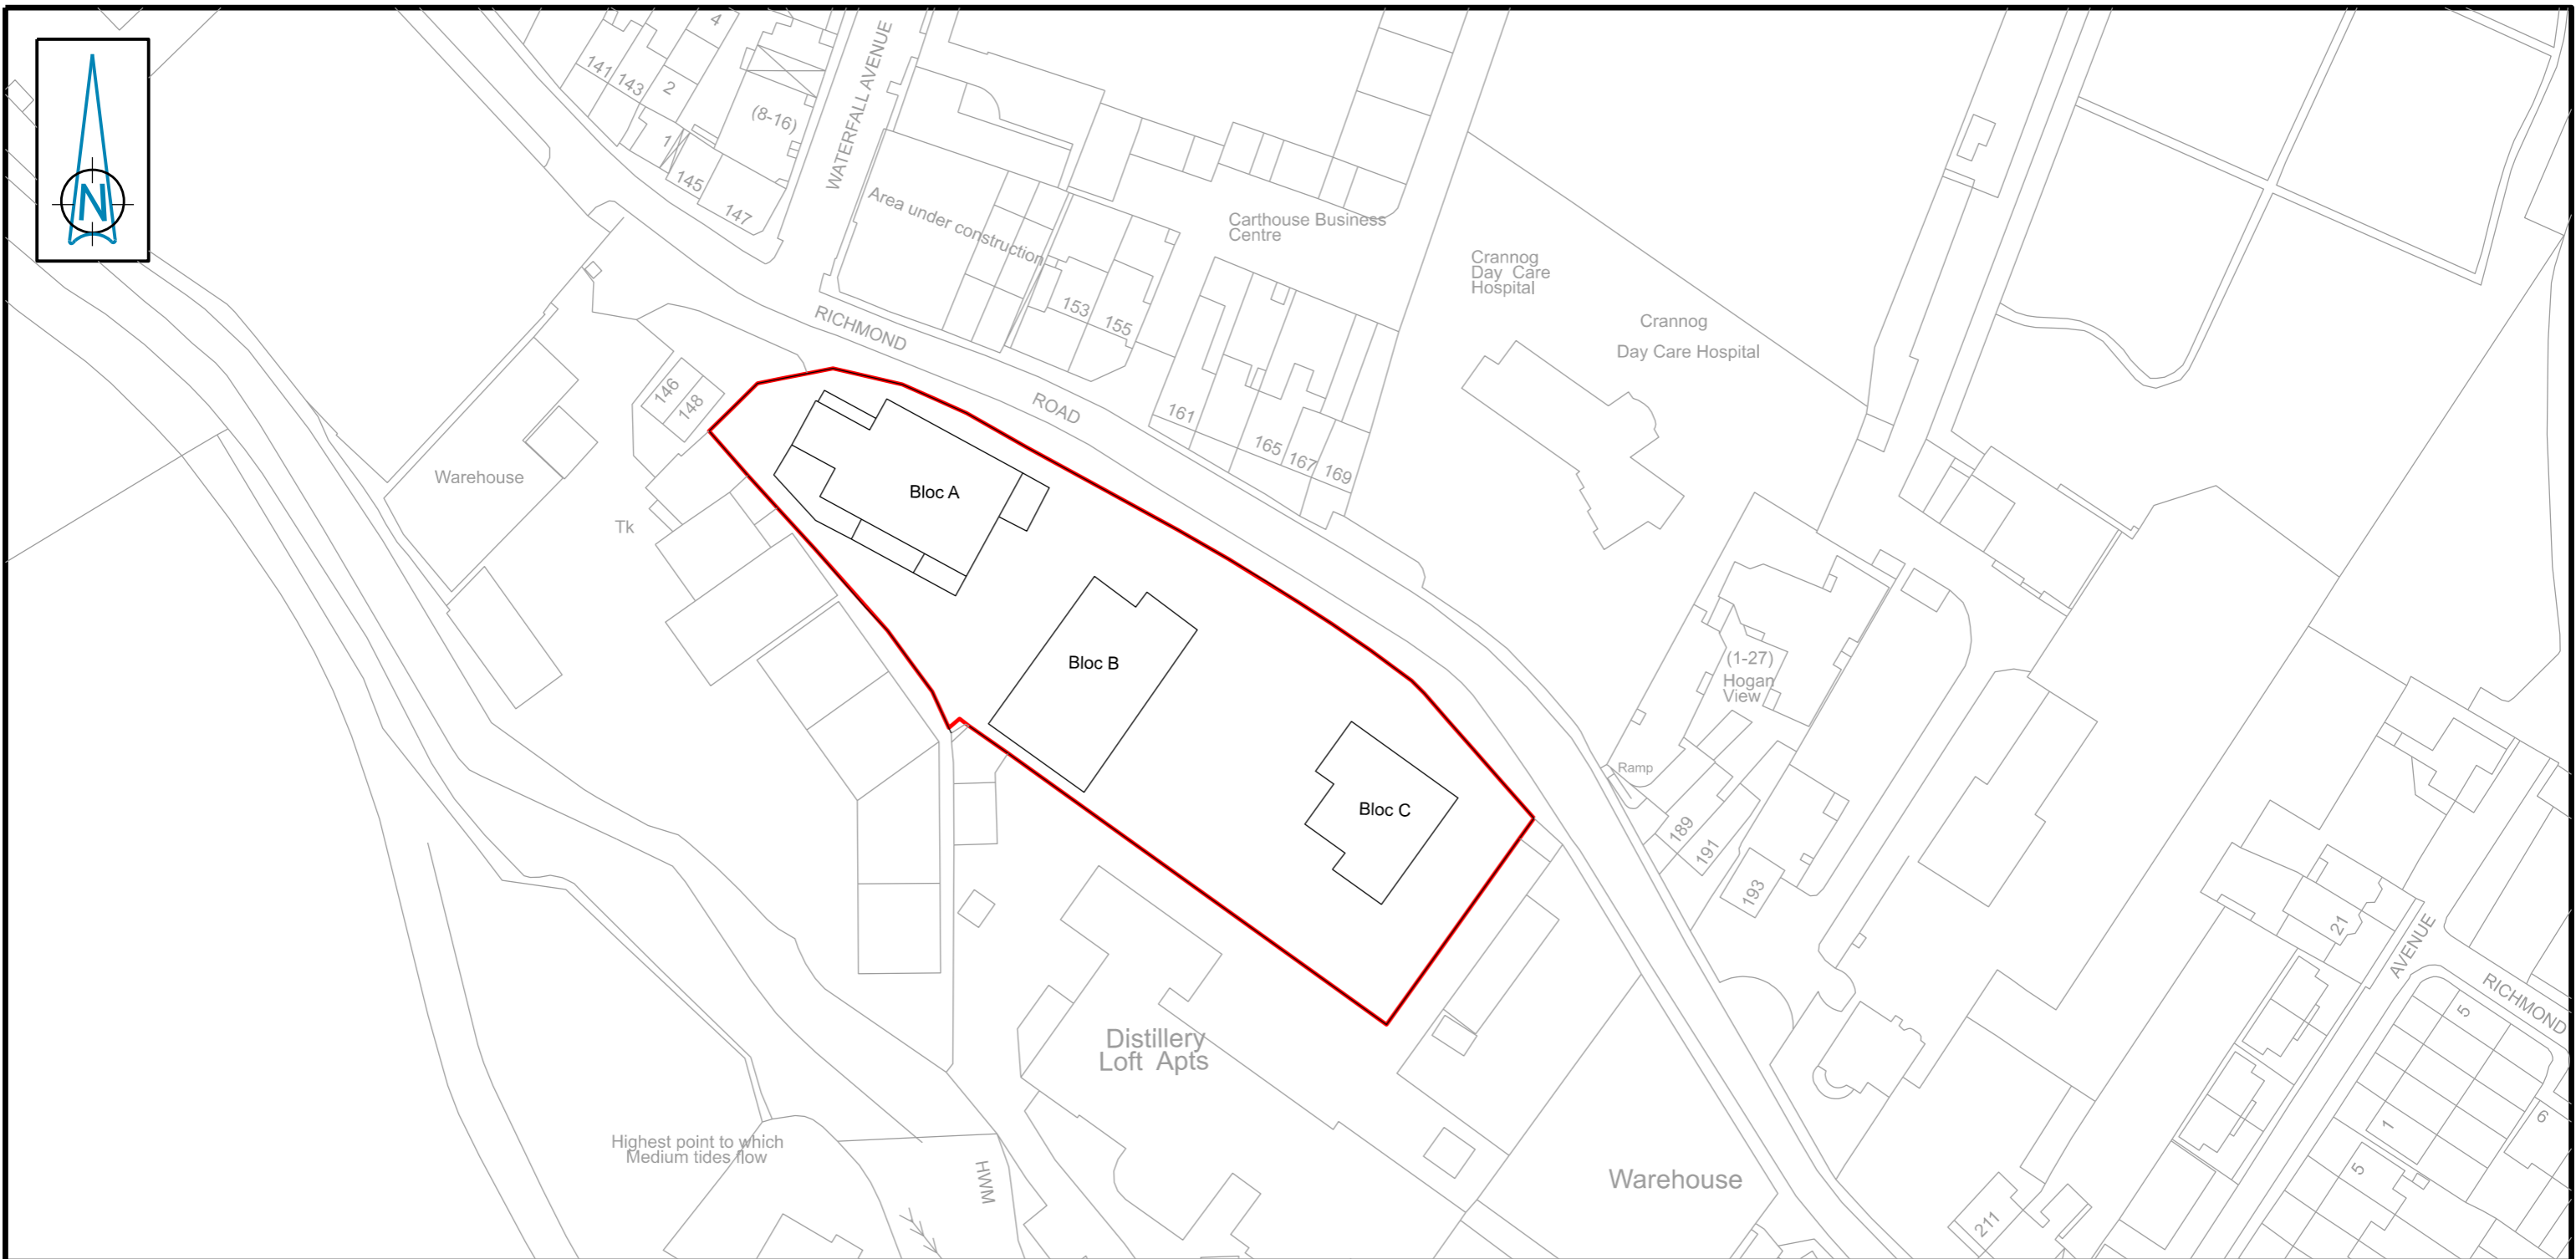 N
141
143
4
2
1
(8-16)
145
147
WATERFALL AVENUE
Area under construction
Carthouse Business
Centre
Crannog
Day Care
Hospital
Crannog
Day Care Hospital
RICHMOND
ROAD
153
155
161
165
167
169
146
148
Warehouse
Tk
Bloc A
Bloc B
Bloc C
(1-27)
Hogan
View
Ramp
189
191
193
21
AVENUE
RICHMOND
5
1
6
5
211
Distillery
Loft Apts
Highest point to which
Medium tides flow
HWM
Warehouse